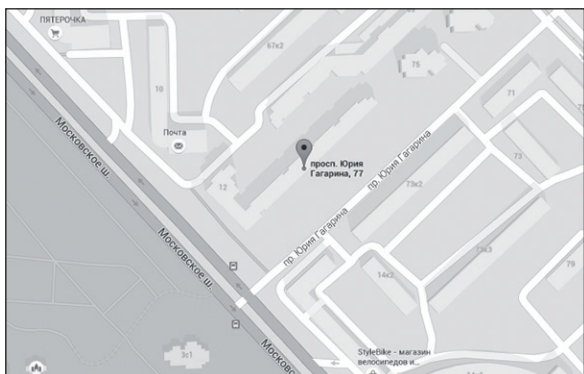 ПЯТЕРОЧКА
67к2
75
10
71
Почта
просп. Юрия
Гагарина, 77
73
12
пр. Юрия Гагарина
Московское ш.
73к2
пр. Юрия Гагарина
Московское ш.
73к3
79
14к2
StyleBike – магазин
велосипедов и...
3с1
Московское